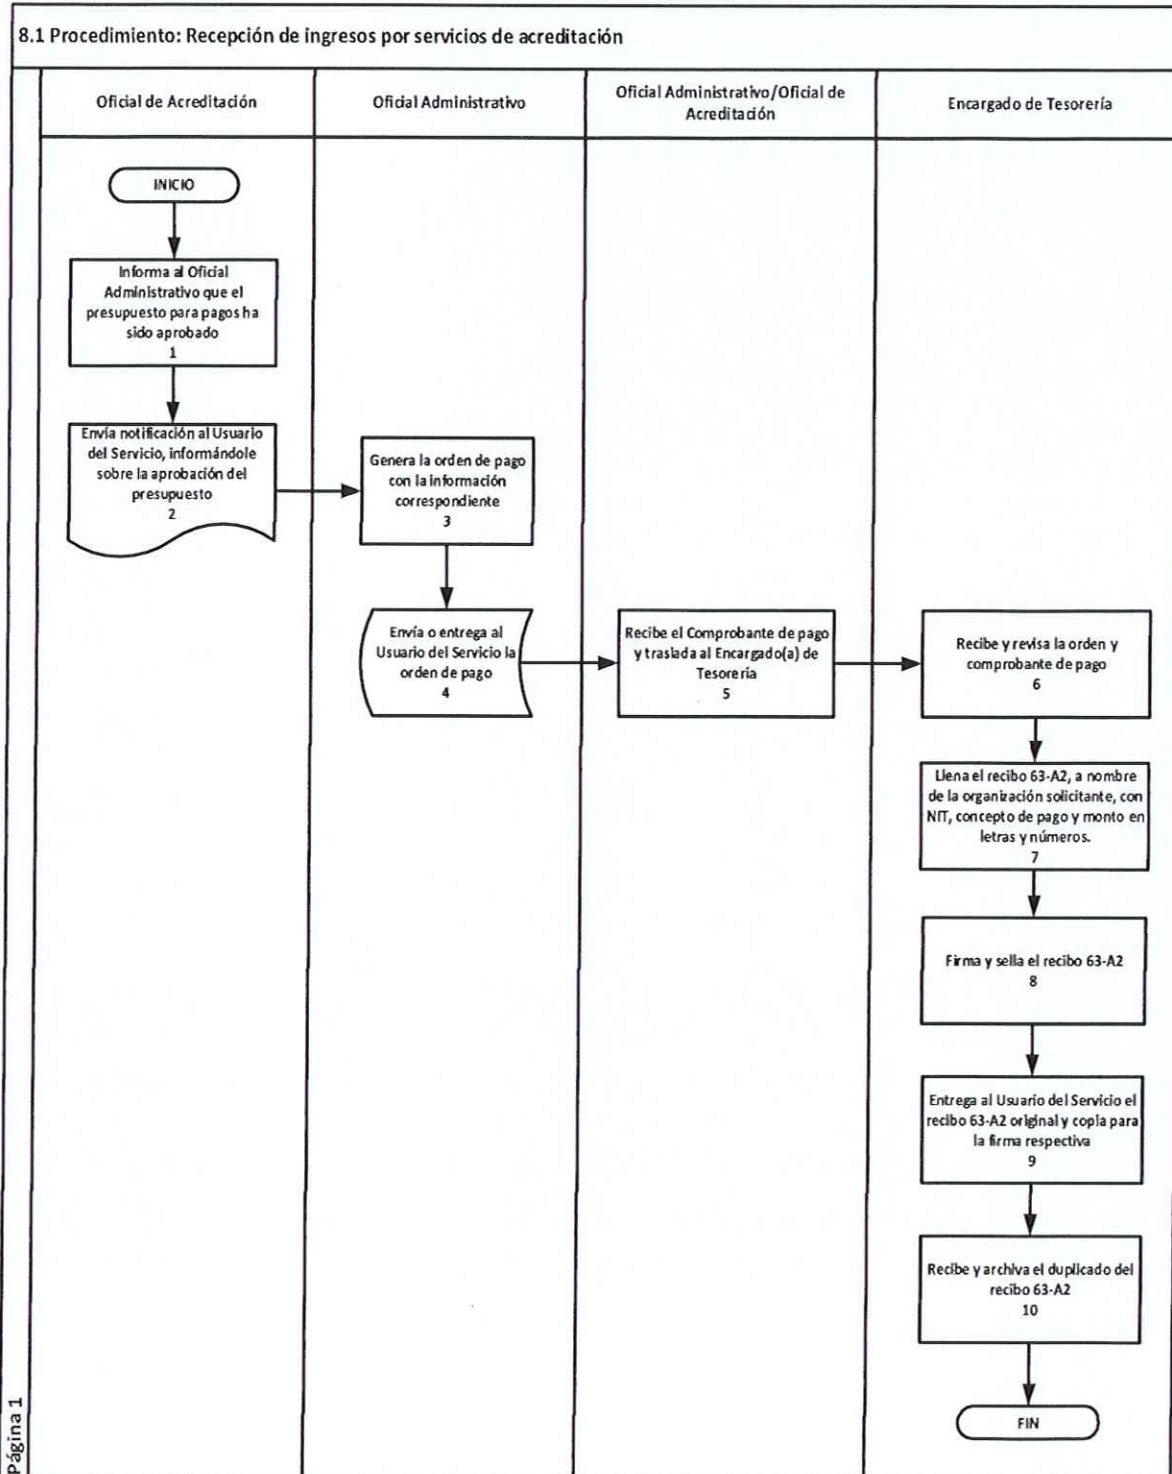 8.1 Procedimiento: Recepción de ingresos por servicios de acreditación
Oficial de Acreditación
Oficial Administrativo
Oficial Administrativo/Oficial de
Acreditación
Encargado de Tesorería
INICIO
Informa al Oficial
Administrativo que el
presupuesto para pagos ha
sido aprobado
1
Envía notificación al Usuario
del Servicio, informándole
sobre la aprobación del
presupuesto
2
Genera la orden de pago
con la información
correspondiente
3
Envía o entrega al
Usuario del Servicio la
orden de pago
4
Recibe el Comprobante de pago
y traslada al Encargado(a) de
Tesorería
5
Recibe y revisa la orden y
comprobante de pago
6
Llena el recibo 63-A2, a nombre
de la organización solicitante, con
NIT, concepto de pago y monto en
letras y números.
7
Firma y sella el recibo 63-A2
8
Entrega al Usuario del Servicio el
recibo 63-A2 original y copia para
la firma respectiva
9
Recibe y archiva el duplicado del
recibo 63-A2
10
FIN
Página 1